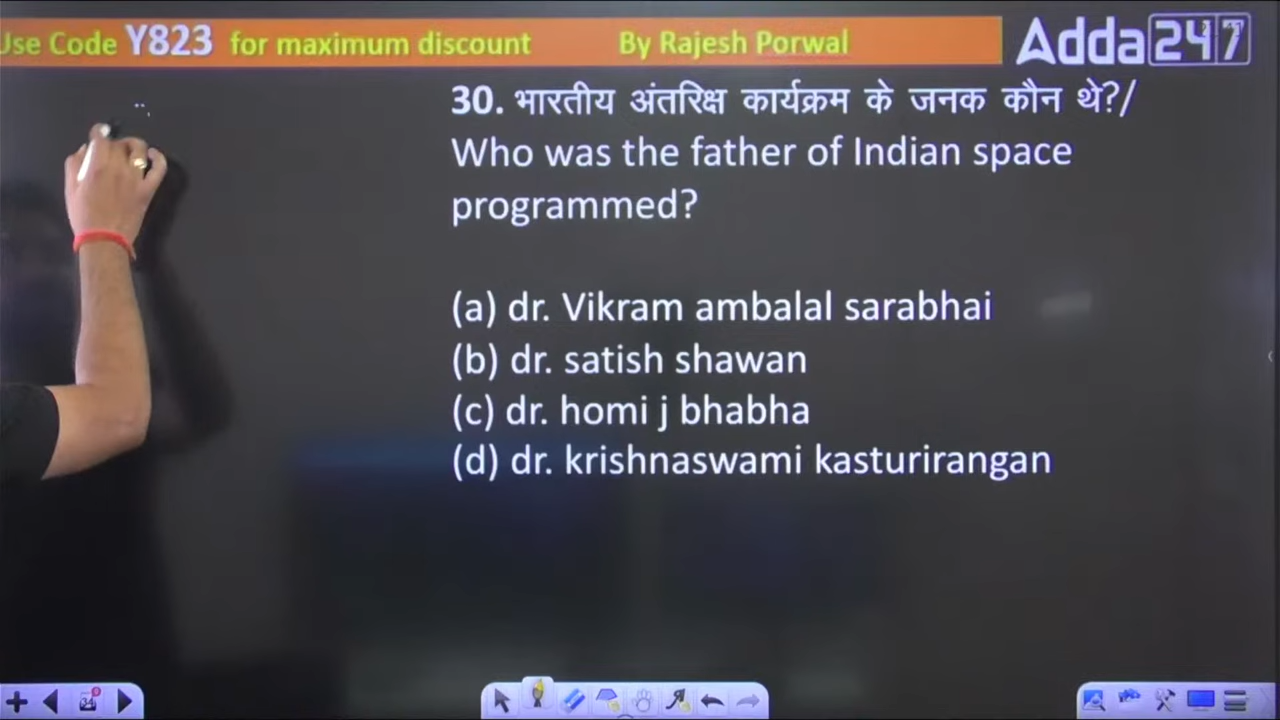 Use Code Y823 for maximum discount By Rajesh Porwal
Adda247
30. भारतीय अंतरिक्ष कार्यक्रम के जनक कौन थे?/
Who was the father of Indian space
programmed?
(a) dr. Vikram ambalal sarabhai
(b) dr. satish shawan
(c) dr. homi j bhabha
(d) dr. krishnaswami kasturirangan